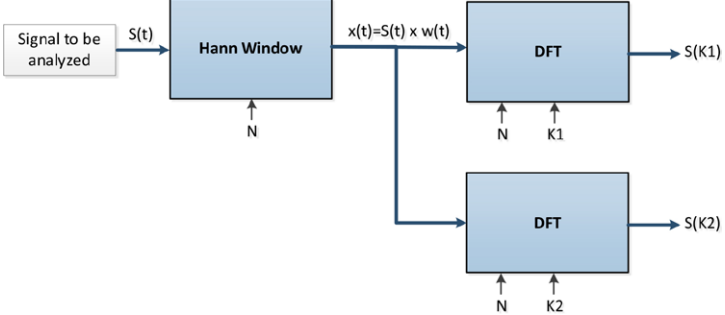 Signal to be
analyzed
S(t)
Hann Window
N
x(t)=S(t) x w(t)
DFT
N
K1
S(K1)
DFT
N
K2
S(K2)